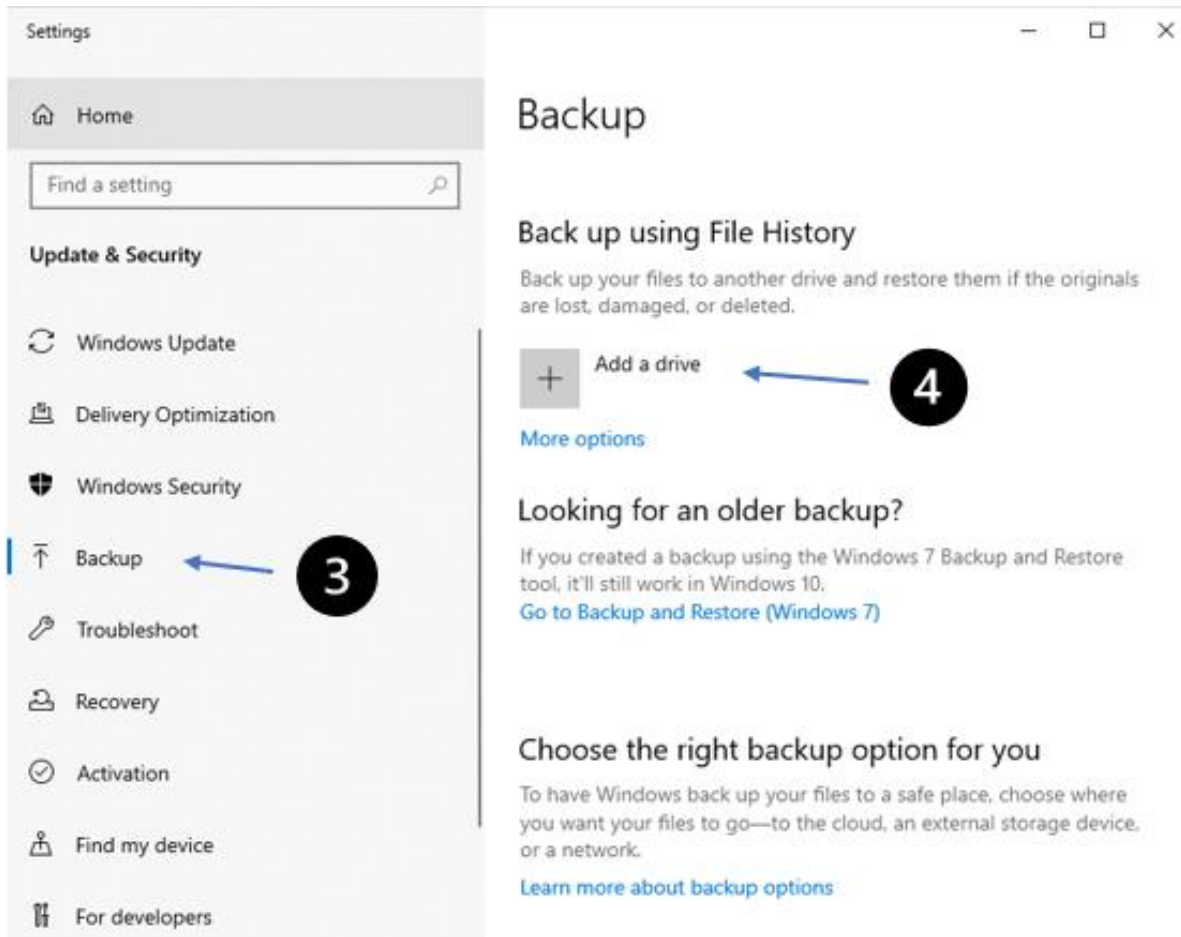 Settings
Home
Find a setting
Update & Security
Windows Update
Delivery Optimization
Windows Security
Backup
3
Troubleshoot
Recovery
Activation
Find my device
For developers
Backup
Back up using File History
Back up your files to another drive and restore them if the originals
are lost, damaged, or deleted.
Add a drive
4
More options
Looking for an older backup?
If you created a backup using the Windows 7 Backup and Restore
tool, it'll still work in Windows 10.
Go to Backup and Restore (Windows 7)
Choose the right backup option for you
To have Windows back up your files to a safe place, choose where
you want your files to go—to the cloud, an external storage device,
or a network.
Learn more about backup options